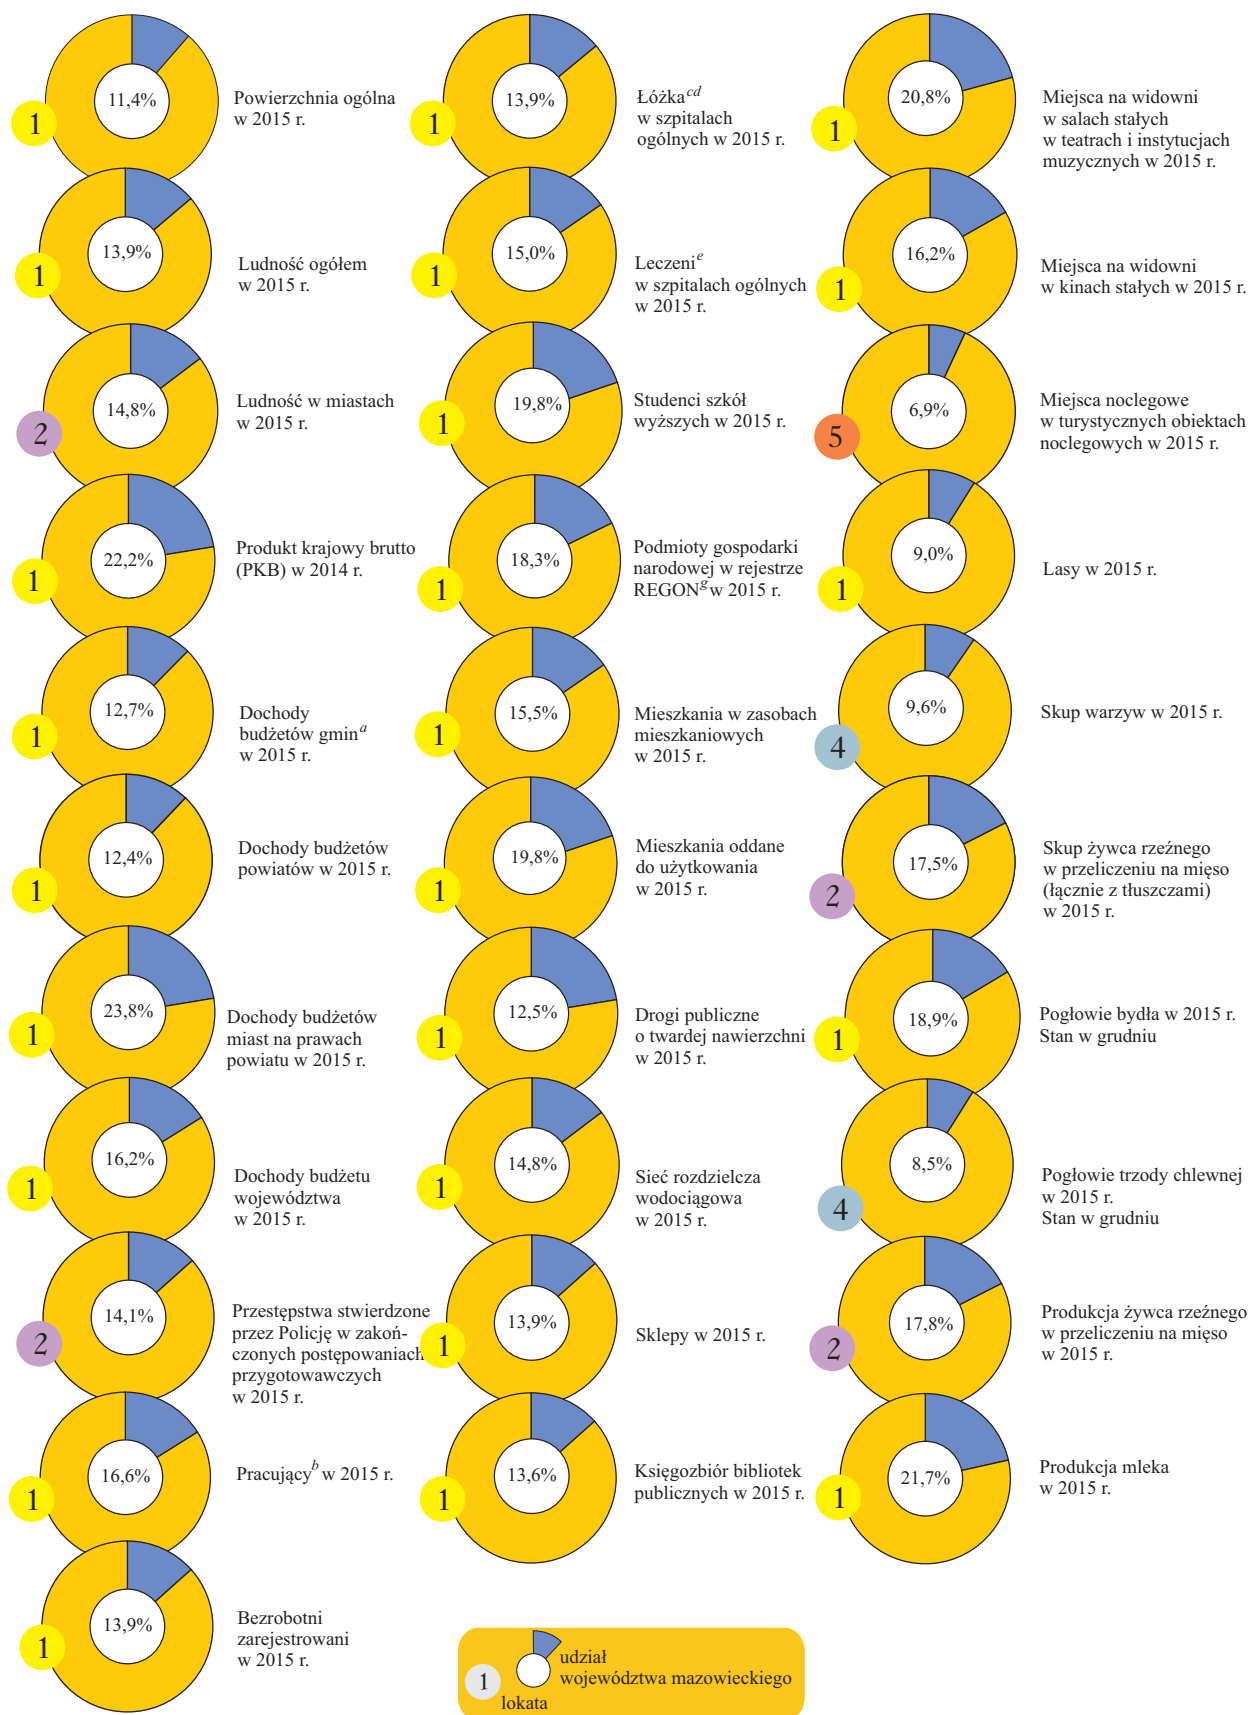 11,4%
1
Powierzchnia ogólna
w 2015 r.
13,9%
1
Ludność ogółem
w 2015 r.
14,8%
2
Ludność w miastach
w 2015 r.
22,2%
1
Produkt krajowy brutto
(PKB) w 2014 r.
12,7%
1
Dochody
budżetów gmin a
w 2015 r.
12,4%
1
Dochody budżetów
powiatów w 2015 r.
23,8%
1
Dochody budżetów
miast na prawach
powiatu w 2015 r.
16,2%
1
Dochody budżetu
województwa
w 2015 r.
14,1%
2
Przestępstwa stwierdzone
przez Policję w zakoń-
czonych postępowaniach
przygotowawczych
w 2015 r.
16,6%
1
Pracujący b w 2015 r.
13,9%
1
Bezrobotni
zarejestrowani
w 2015 r.
13,9%
1
Łóżka cd
w szpitalach
ogólnych w 2015 r.
15,0%
1
Leczeni e
w szpitalach ogólnych
w 2015 r.
19,8%
1
Studenci szkół
wyższych w 2015 r.
18,3%
1
Podmioty gospodarki
narodowej w rejestrze
REGON g w 2015 r.
15,5%
1
Mieszkania w zasobach
mieszkaniowych
w 2015 r.
19,8%
1
Mieszkania oddane
do użytkowania
w 2015 r.
12,5%
1
Drogi publiczne
o twardej nawierzchni
w 2015 r.
14,8%
1
Sieć rozdzielcza
wodociągowa
w 2015 r.
13,9%
1
Sklepy w 2015 r.
13,6%
1
Księgozbiór bibliotek
publicznych w 2015 r.
20,8%
1
Miejsca na widowni
w salach stałych
w teatrach i instytucjach
muzycznych w 2015 r.
16,2%
1
Miejsca na widowni
w kinach stałych w 2015 r.
6,9%
5
Miejsca noclegowe
w turystycznych obiektach
noclegowych w 2015 r.
9,0%
1
Lasy w 2015 r.
9,6%
4
Skup warzyw w 2015 r.
17,5%
2
Skup żywca rzeźnego
w przeliczeniu na mięso
(łącznie z tłuszczami)
w 2015 r.
18,9%
1
Pogłowie bydła w 2015 r.
Stan w grudniu
8,5%
4
Pogłowie trzody chlewnej
w 2015 r.
Stan w grudniu
17,8%
2
Produkcja żywca rzeźnego
w przeliczeniu na mięso
w 2015 r.
21,7%
1
Produkcja mleka
w 2015 r.
udział
województwa mazowieckiego
1
lokata